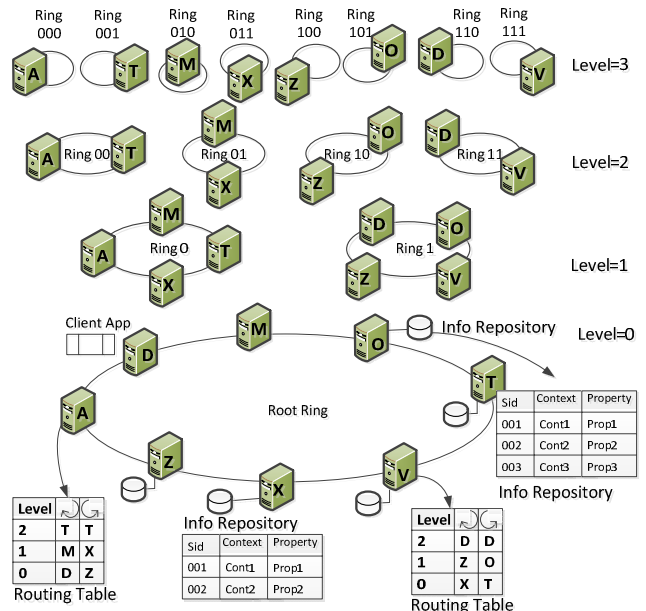 Ring Ring Ring Ring Ring Ring Ring Ring
000 001 010 011 100 101 110 111
A T M X Z O D V
Level=3
M O D
A Ring 00 T Ring 01 Ring 10 Ring 11
X Z V
Level=2
M D O
A Ring 0 T Ring 1
X Z V
Level=1
Client App
M O Info Repository
Level=0
D
T
A
Root Ring
Sid Context Property
001 Cont1 Prop1
002 Cont2 Prop2
003 Cont3 Prop3
Info Repository
Z X V
Level
2 T T
1 M X
0 D Z
Routing Table
Info Repository
Sid Context Property
001 Cont1 Prop1
002 Cont2 Prop2
Level
2 D D
1 Z O
0 X T
Routing Table